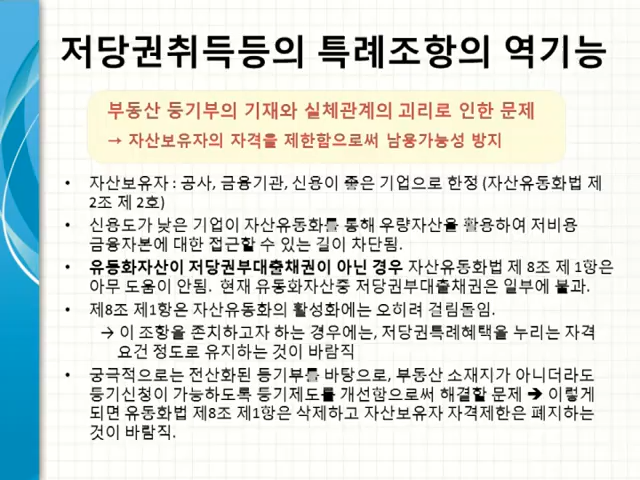 저당권취득등의 특례조항의 역기능
부동산 등기부의 기재와 실체관계의 괴리로 인한 문제
→ 자산보유자의 자격을 제한함으로써 남용가능성 방지
• 자산보유자 : 공사, 금융기관, 신용이 좋은 기업으로 한정 (자산유동화법 제
2조 제 2호)
• 신용도가 낮은 기업이 자산유동화를 통해 우량자산을 활용하여 저비용
금융자본에 대한 접근할 수 있는 길이 차단됨.
• 유등화자산이 저당권부대출채권이 아닌 경우 자산유동화법 제 8조 제 1항은
아무 도움이 안됨. 현재 유동화자산중 저당권부대출채권은 일부에 불과.
• 제8조 제1항은 자산유동화의 활성화에는 오히려 걸림돌임.
→ 이 조항을 존치하고자 하는 경우에는, 저당권특례혜택을 누리는 자격
요건 정도로 유지하는 것이 바람직
• 궁극적으로는 전산화된 등기부를 바탕으로, 부동산 소재지가 아니더라도
등기신청이 가능하도록 등기제도를 개선함으로써 해결할 문제 ➔ 이렇게
되면 유동화법 제8조 제1항은 삭제하고 자산보유자 자격제한은 폐지하는
것이 바람직.